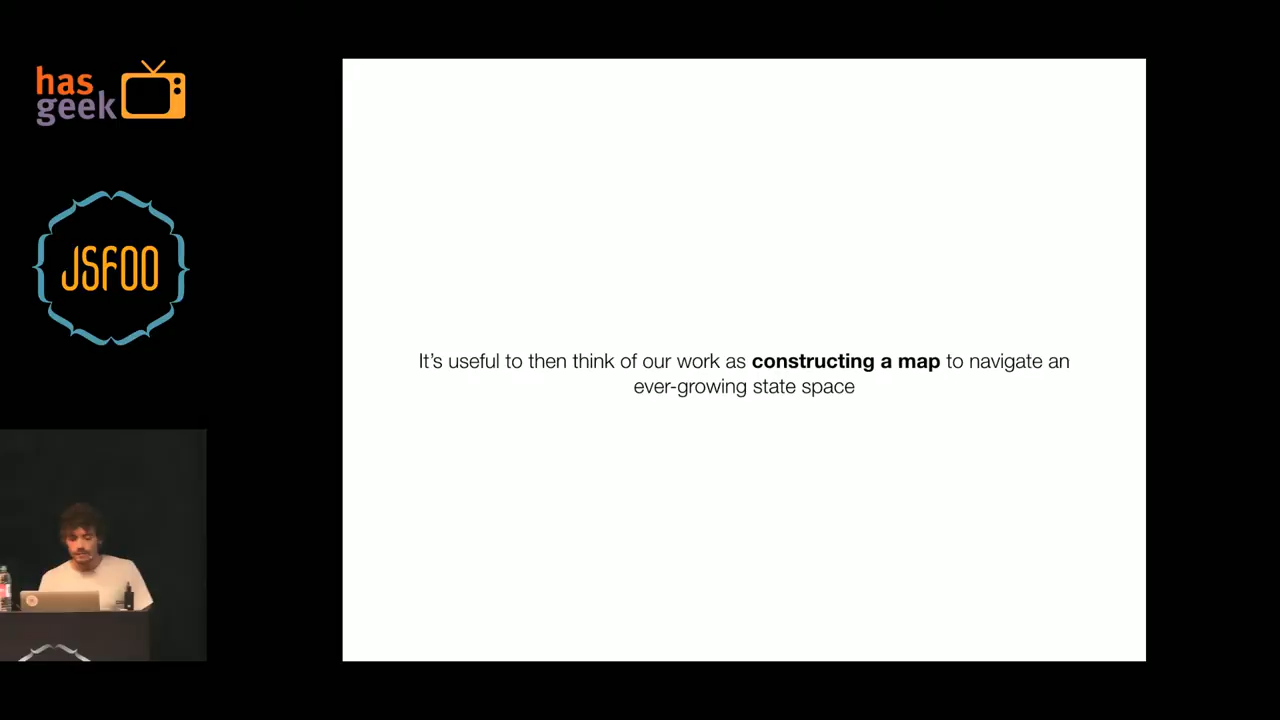 has
geek
JSFOO
It's useful to then think of our work as constructing a map to navigate an
ever-growing state space